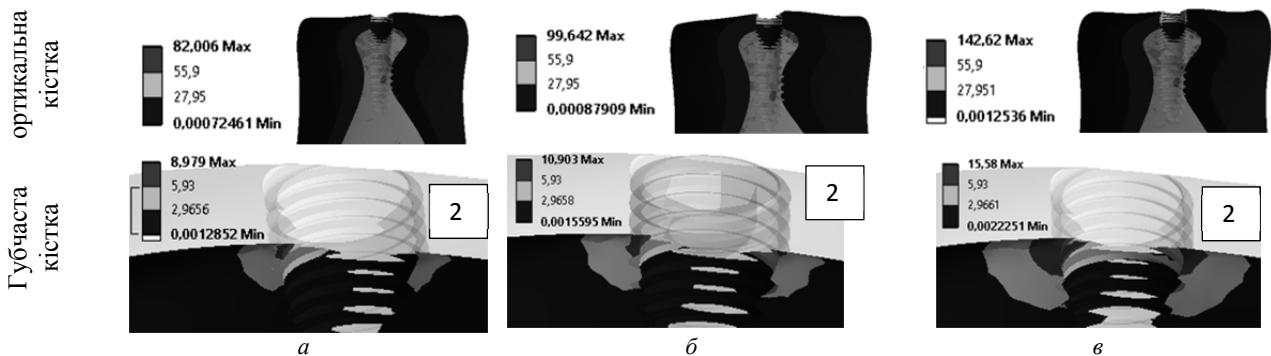 ортикальна
кістка
82,006 Max
55,9
27,95
0,00072461 Min
99,642 Max
55,9
27,95
0,00087909 Min
142,62 Max
55,9
27,951
0,0012536 Min
Губчаста
кістка
8,979 Max
5,93
2,9656
0,0012852 Min
2
10,903 Max
5,93
2,9658
0,0015595 Min
2
15,58 Max
5,93
2,9661
0,0022251 Min
2
а
б
в